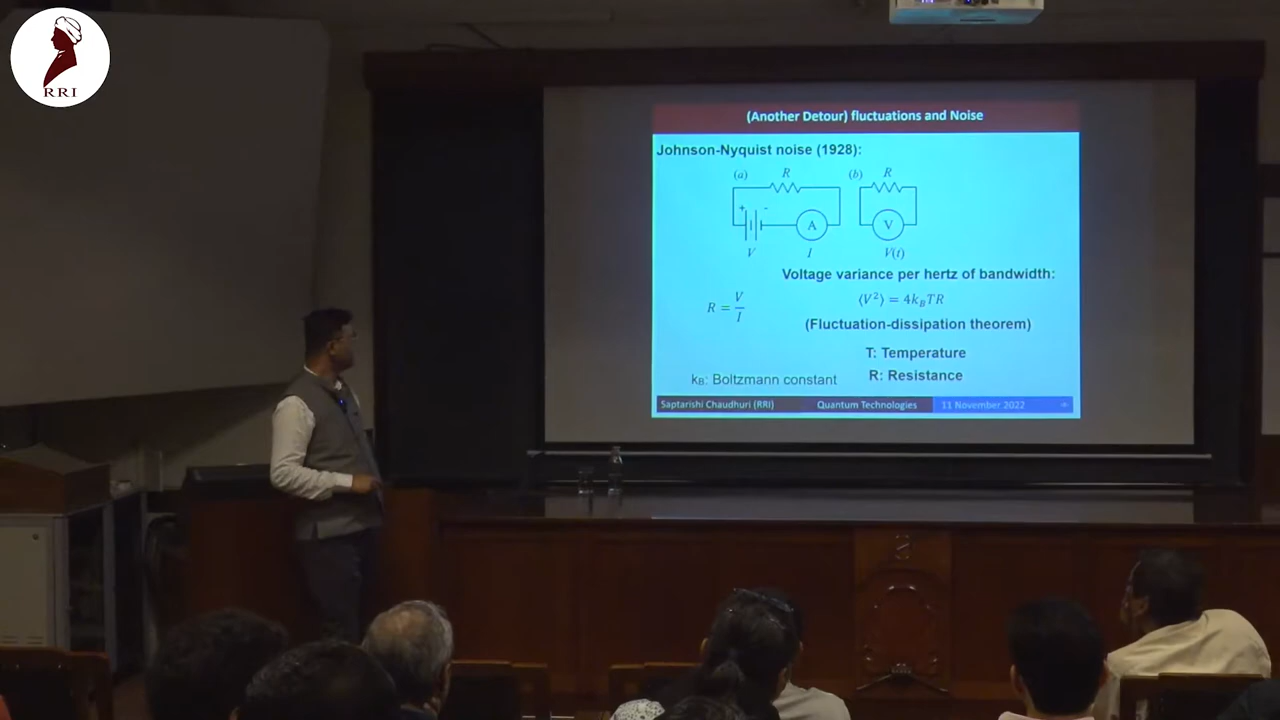 RRI
(Another Detour) fluctuations and Noise
Johnson-Nyquist noise (1928):
(a) R (b) R
+ -
A V
V I V(t)
Voltage variance per hertz of bandwidth:
R = V/I
⟨V²⟩ = 4k_BTR
(Fluctuation-dissipation theorem)
T: Temperature
k_B: Boltzmann constant
R: Resistance
Saptarishi Chaudhuri (RRI) Quantum Technologies 11 November 2022